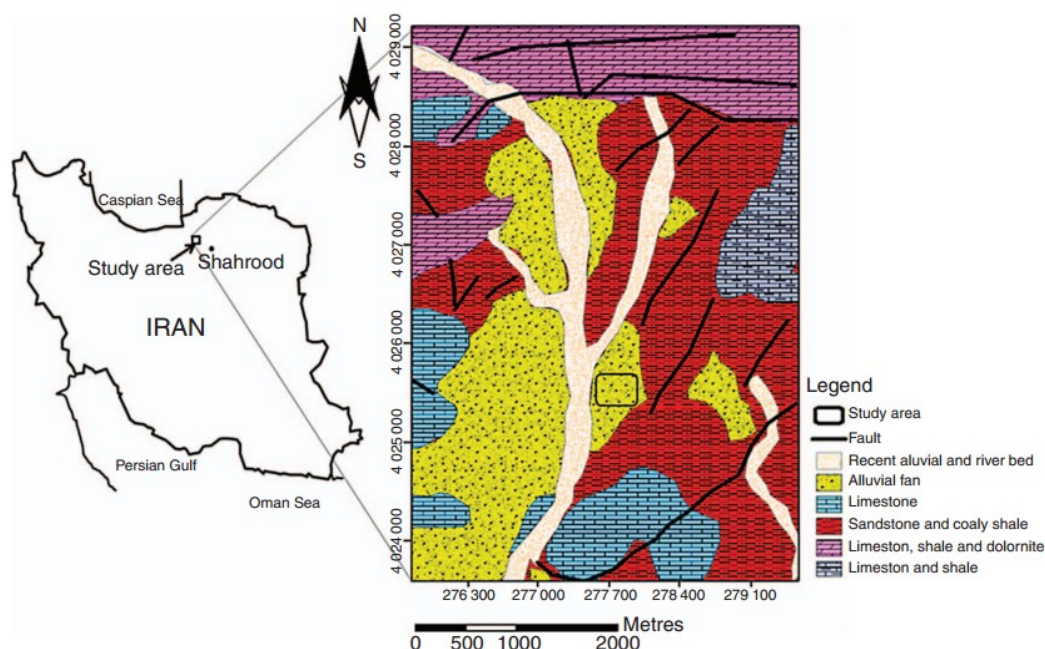 N
S
Caspian Sea
Study area
Shahrood
IRAN
Persian Gulf
Oman Sea
4 029 000
4 028 000
4 027 000
4 026 000
4 025 000
4 024 000
276 300
277 000
277 700
278 400
279 100
0
500
1000
2000
Metres
Legend
Study area
Fault
Recent aluvial and river bed
Alluvial fan
Limestone
Sandstone and coaly shale
Limeston, shale and dolornite
Limeston and shale